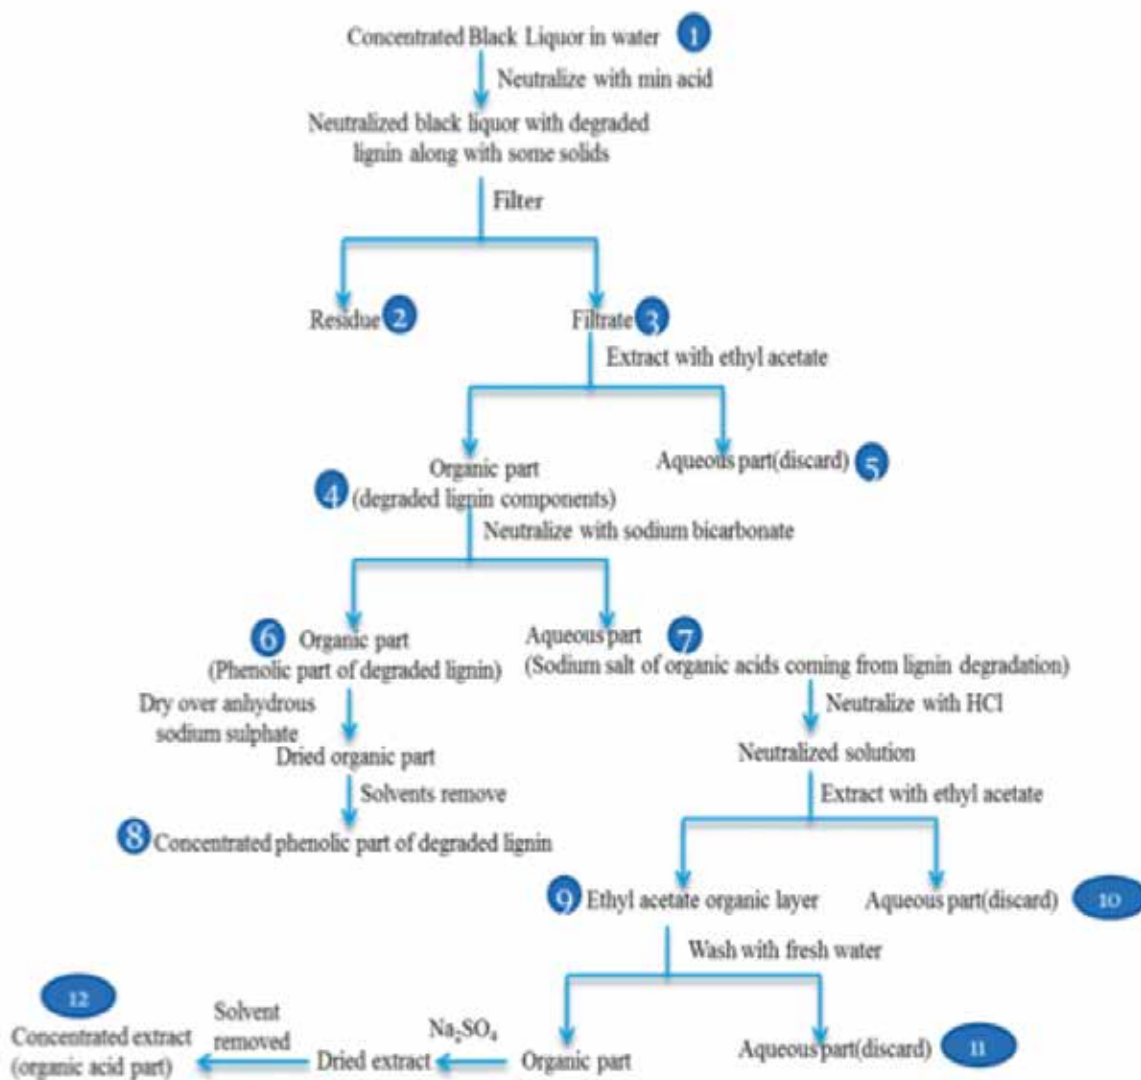 Concentrated Black Liquor in water 1
Neutralize with min acid
Neutralized black liquor with degraded
lignin along with some solids
Filter
Residue 2
Filtrate 3
Extract with ethyl acetate
Organic part
4 (degraded lignin components)
Aqueous part(discard) 5
Neutralize with sodium bicarbonate
6 Organic part
(Phenolic part of degraded lignin)
Aqueous part 7
(Sodium salt of organic acids coming from lignin degradation)
Dry over anhydrous
sodium sulphate
Neutralize with HCl
Dried organic part
Neutralized solution
Solvents remove
Extract with ethyl acetate
8 Concentrated phenolic part of degraded lignin
9 Ethyl acetate organic layer
Aqueous part(discard) 10
Wash with fresh water
12
Concentrated extract
(organic acid part)
Solvent
removed
Dried extract
Na₂SO₄
Organic part
Aqueous part(discard) 11